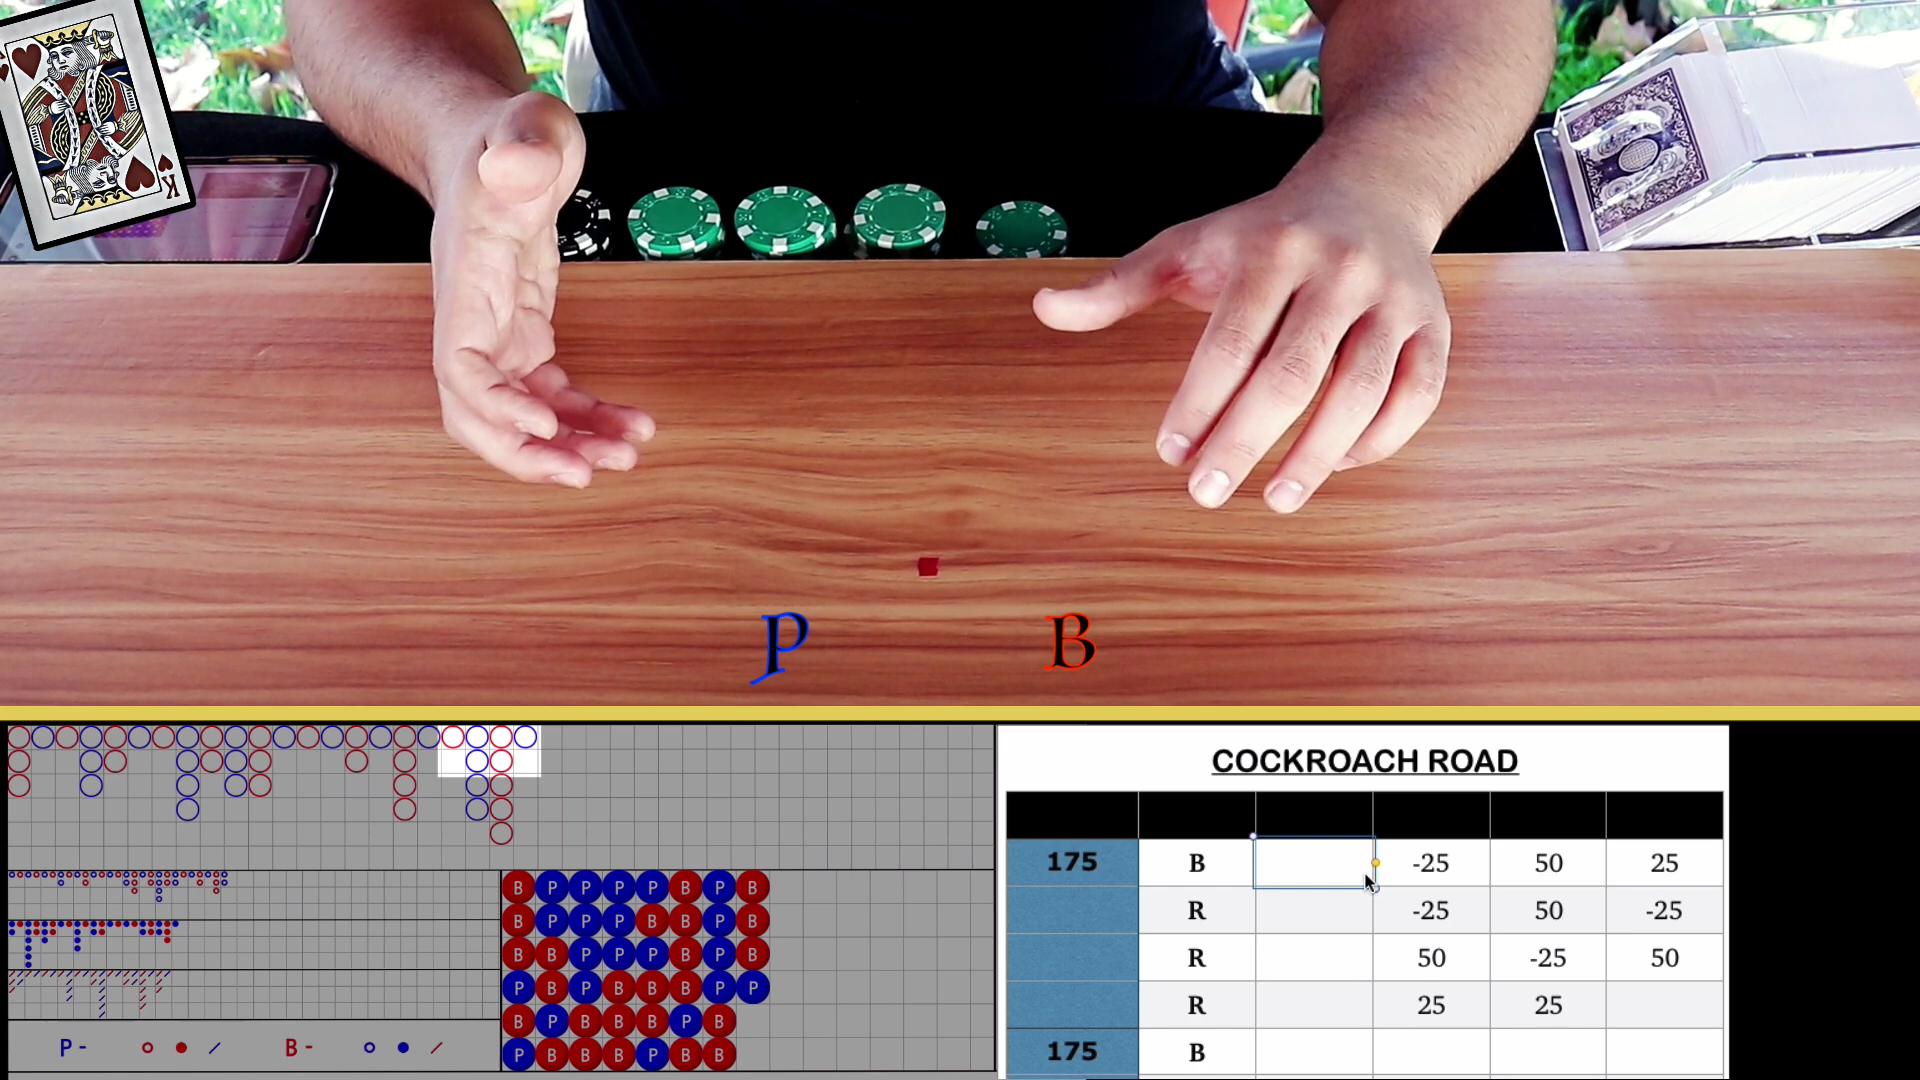 K
P B
COCKROACH ROAD
175 B -25 50 25
R -25 50 -25
R 50 -25 50
R 25 25
175 B
B P P P P B P B
B P P P B B P B
B B P P P B P B
P B P B B B P P
B P B B B P B
P B B B P B B
P - B -